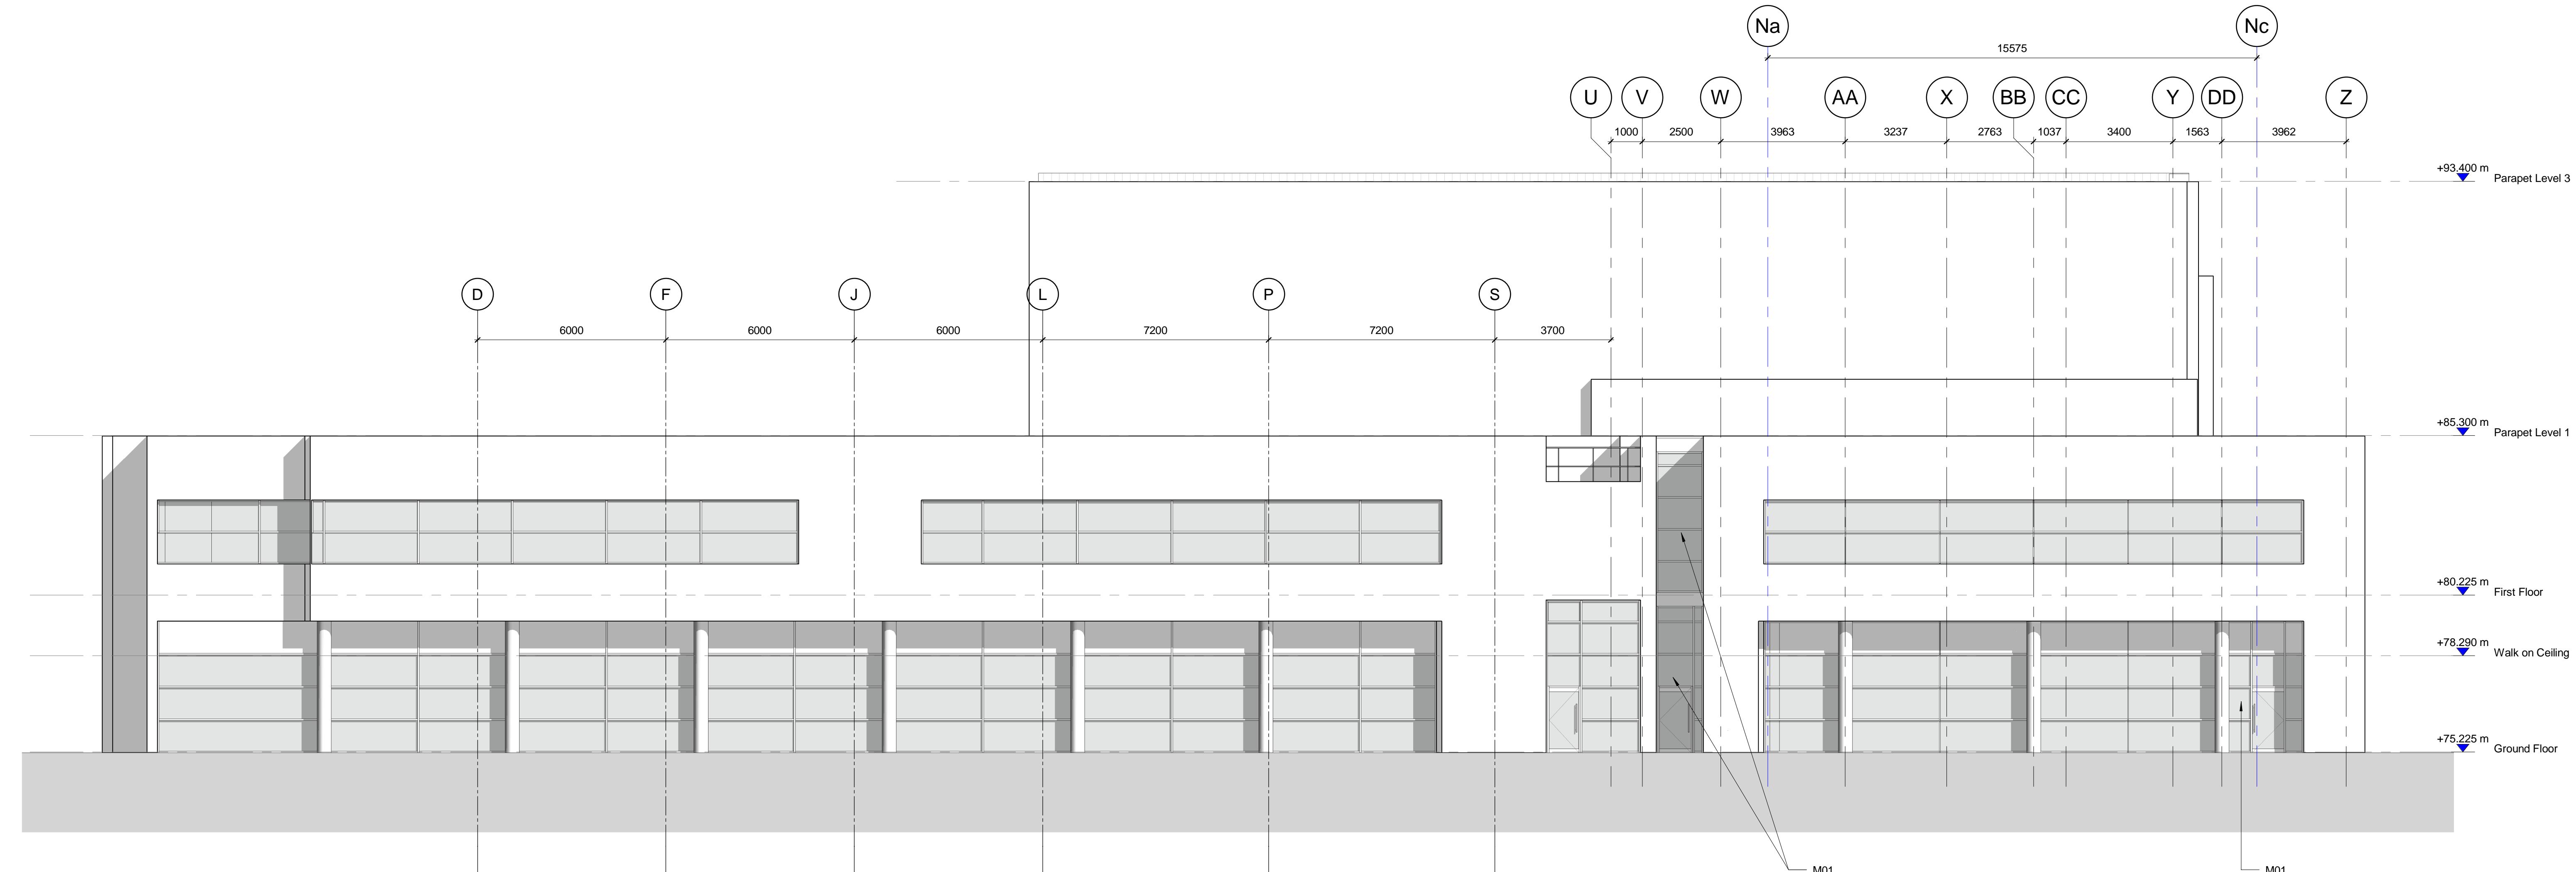 Na
Nc
15575
U
V
W
AA
X
BB
CC
Y
DD
Z
1000
2500
3963
3237
2763
1037
3400
1563
3962
+93.400 m
Parapet Level 3
D
F
J
L
P
S
6000
6000
6000
7200
7200
3700
+85.300 m
Parapet Level 1
+80.225 m
First Floor
+78.290 m
Walk on Ceiling
+75.225 m
Ground Floor
M01
M01